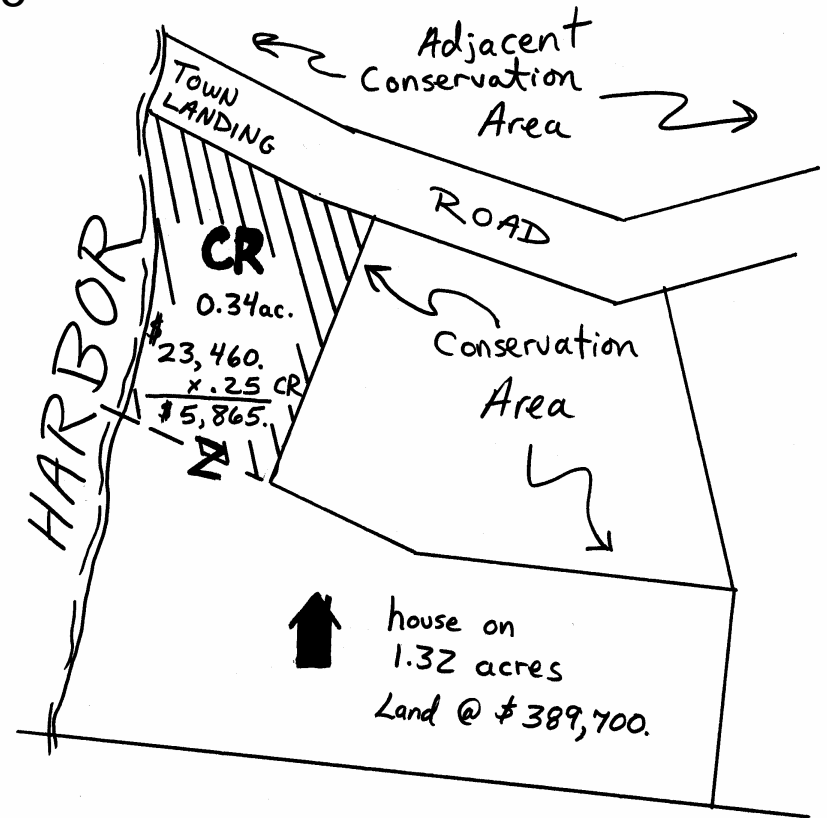 Adjacent
Conservation
Area
TOWN
LANDING
ROAD
HARBOR
CR
0.34ac.
$
23,460.
x .25 CR
$5,865.
Conservation
Area
Z
house on
1.32 acres
Land @ $389,700.